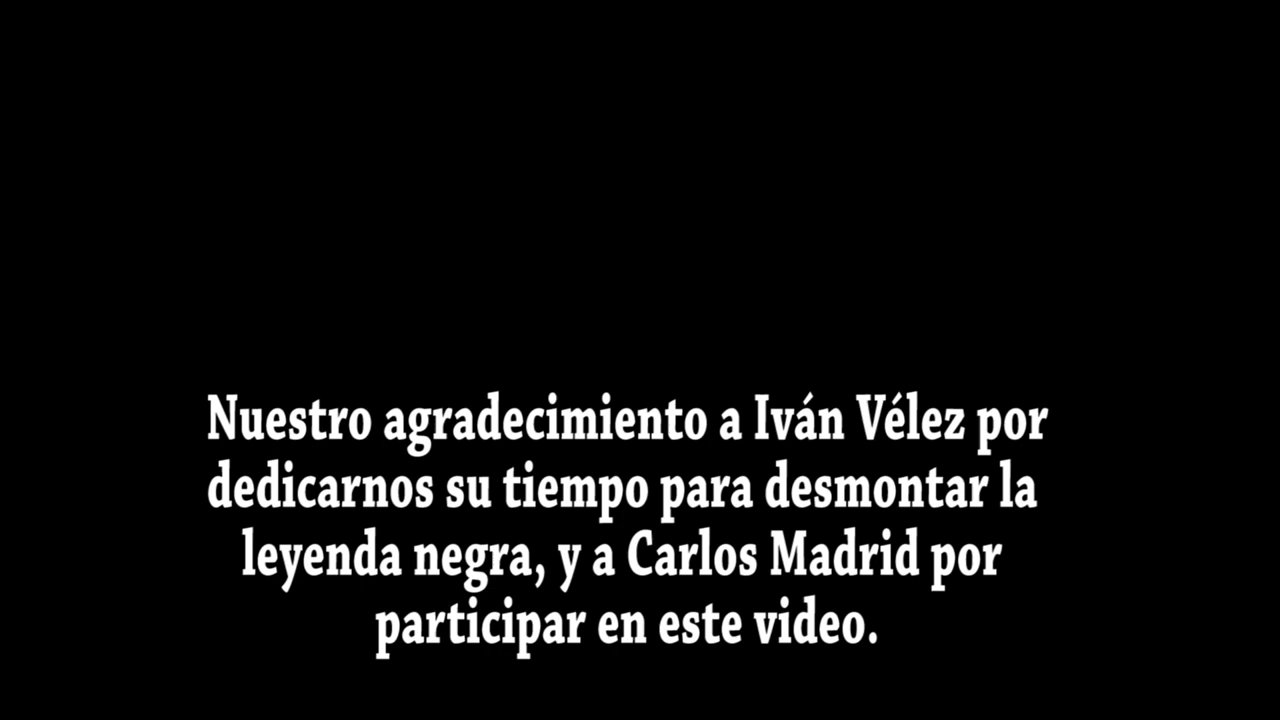 Nuestro agradecimiento a Iván Vélez por
dedicarnos su tiempo para desmontar la
leyenda negra, y a Carlos Madrid por
participar en este video.